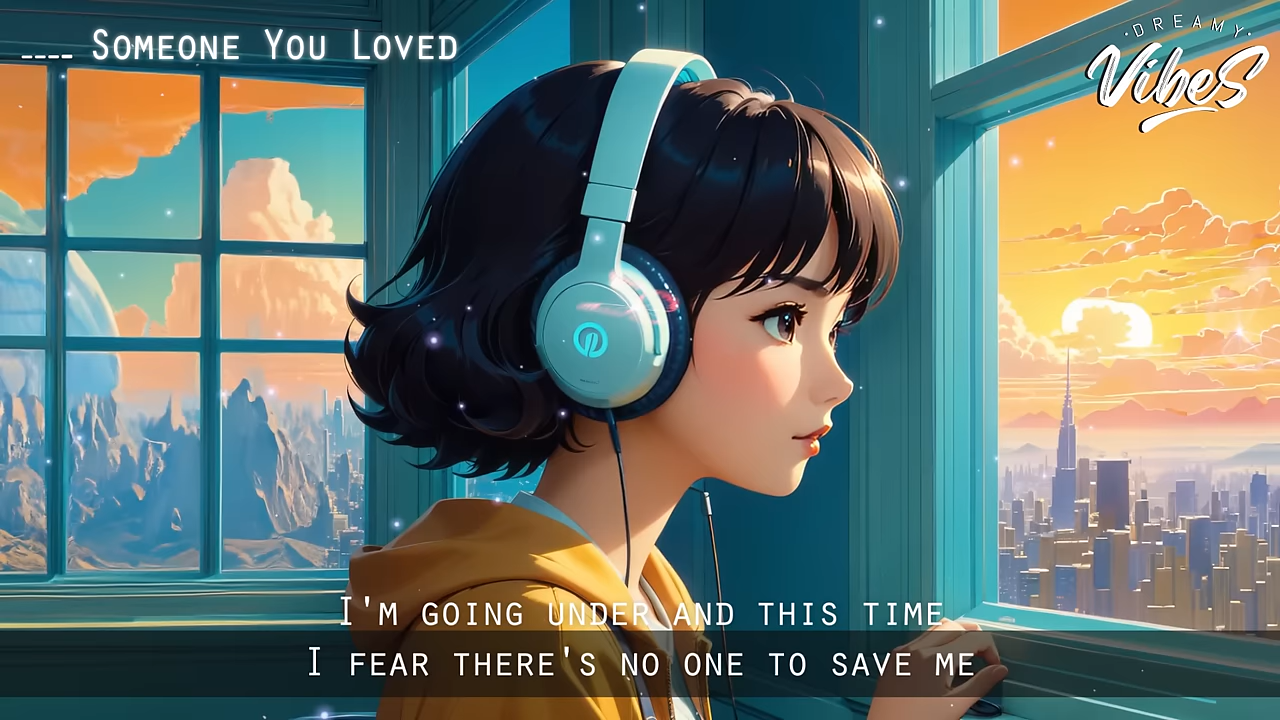 ____ Someone You Loved
DREAMY
Vibes
I'M GOING UNDER AND THIS TIME
I FEAR THERE'S NO ONE TO SAVE ME